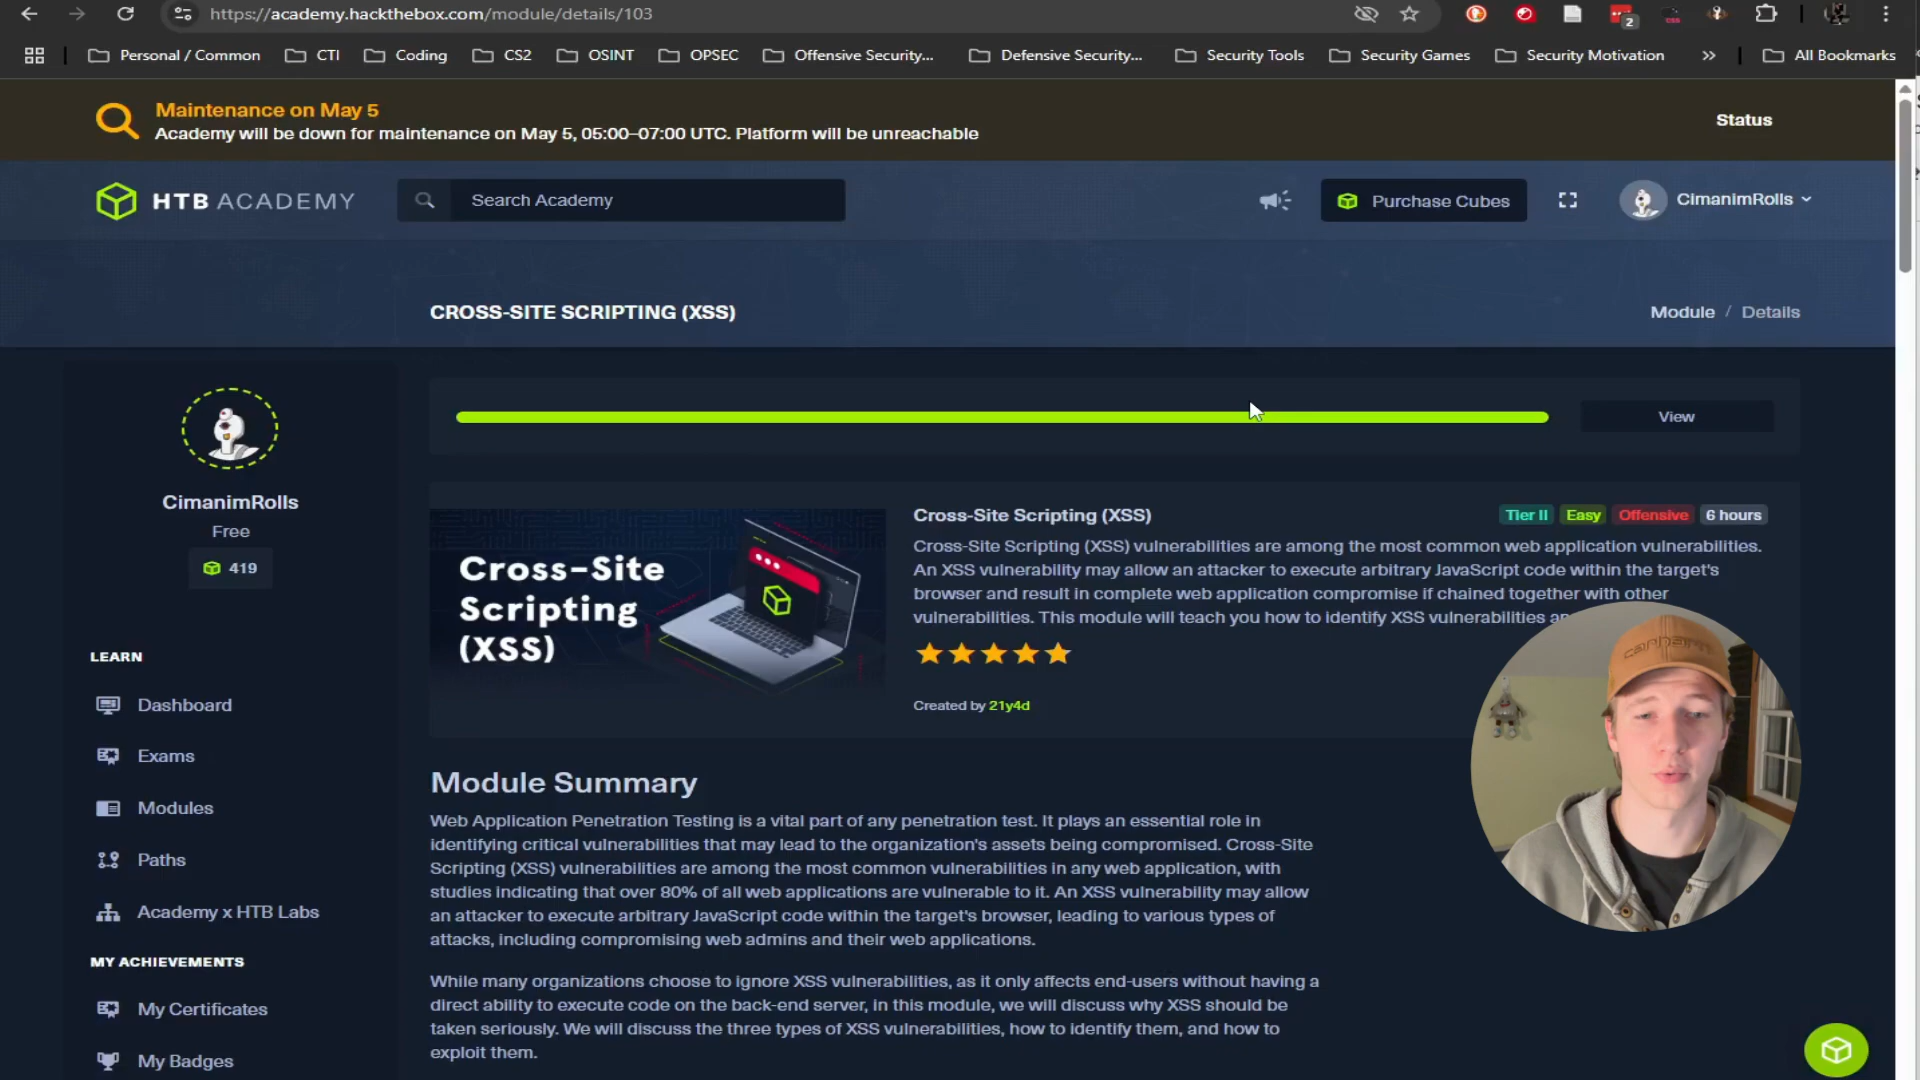 https://academy.hackthebox.com/module/details/103
2
Personal / Common
CTI
Coding
CS2
OSINT
OPSEC
Offensive Security...
Defensive Security...
Security Tools
Security Games
Security Motivation
»
All Bookmarks
Maintenance on May 5
Academy will be down for maintenance on May 5, 05:00–07:00 UTC. Platform will be unreachable
Status
HTB ACADEMY
Search Academy
Purchase Cubes
CimanimRolls
CROSS-SITE SCRIPTING (XSS)
Module / Details
View
CimanimRolls
Free
419
Cross-Site
Scripting
(XSS)
Cross-Site Scripting (XSS)
Tier II Easy Offensive 6 hours
Cross-Site Scripting (XSS) vulnerabilities are among the most common web application vulnerabilities.
An XSS vulnerability may allow an attacker to execute arbitrary JavaScript code within the target's
browser and result in complete web application compromise if chained together with other
vulnerabilities. This module will teach you how to identify XSS vulnerabilities
Created by 21y4d
LEARN
Dashboard
Exams
Modules
Paths
Academy x HTB Labs
MY ACHIEVEMENTS
My Certificates
My Badges
Module Summary
Web Application Penetration Testing is a vital part of any penetration test. It plays an essential role in
identifying critical vulnerabilities that may lead to the organization's assets being compromised. Cross-Site
Scripting (XSS) vulnerabilities are among the most common vulnerabilities in any web application, with
studies indicating that over 80% of all web applications are vulnerable to it. An XSS vulnerability may allow
an attacker to execute arbitrary JavaScript code within the target's browser, leading to various types of
attacks, including compromising web admins and their web applications.
While many organizations choose to ignore XSS vulnerabilities, as it only affects end-users without having a
direct ability to execute code on the back-end server, in this module, we will discuss why XSS should be
taken seriously. We will discuss the three types of XSS vulnerabilities, how to identify them, and how to
exploit them.
carhartt